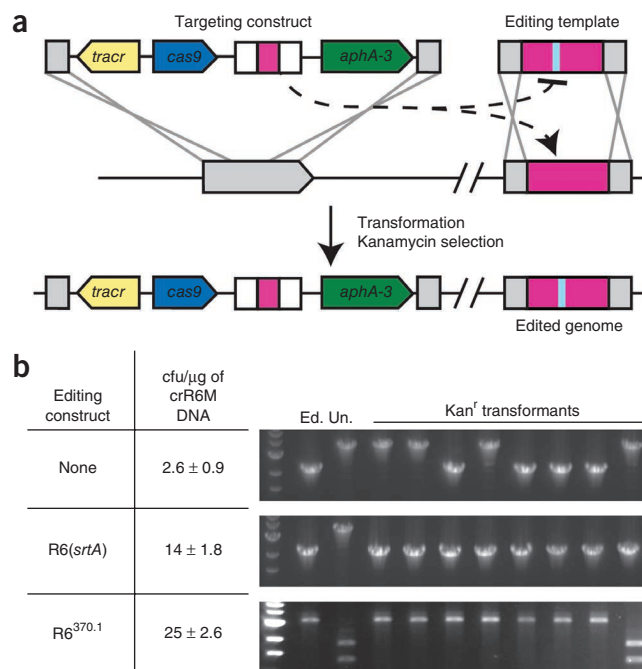 a
Targeting construct
Editing template
tracr cas9 aphA-3
Transformation
Kanamycin selection
tracr cas9 aphA-3
Edited genome
b
Editing construct
cfu/μg of crR6M DNA
Ed. Un. Kanʳ transformants
None 2.6 ± 0.9
R6(srtA) 14 ± 1.8
R6³⁷⁰·¹ 25 ± 2.6